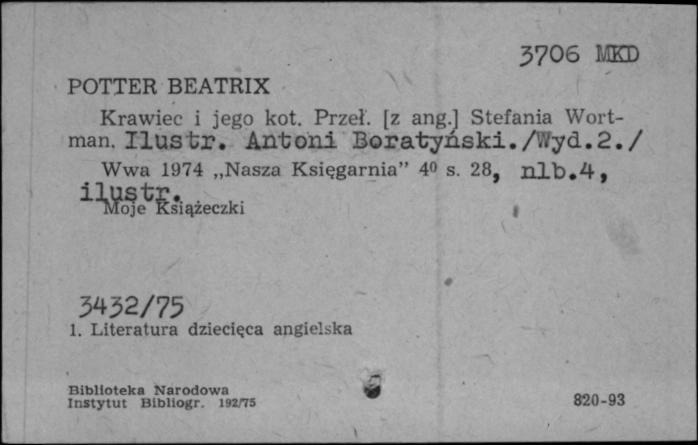 3706 MKD
POTTER BEATRIX
Krawiec i jego kot. Przeł. [z ang.] Stefania Wort-
man. Ilustr. Antoni Boratyński./Wyd.2./
Wwa 1974 „Nasza Księgarnia” 4⁰ s. 28, nlb.4,
ilustr.
Moje Książeczki
3432/75
1. Literatura dziecięca angielska
Biblioteka Narodowa
Instytut Bibliogr. 192/75
820-93